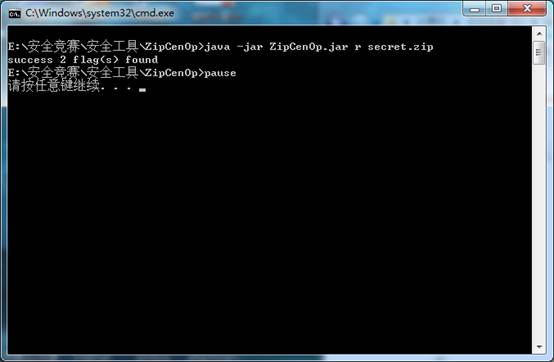 C:\Windows\system32\cmd.exe
E:\安全竞赛\安全工具\ZipCenOp>java -jar ZipCenOp.jar r secret.zip
success 2 flag(s) found
E:\安全竞赛\安全工具\ZipCenOp>pause
请按任意键继续. . .